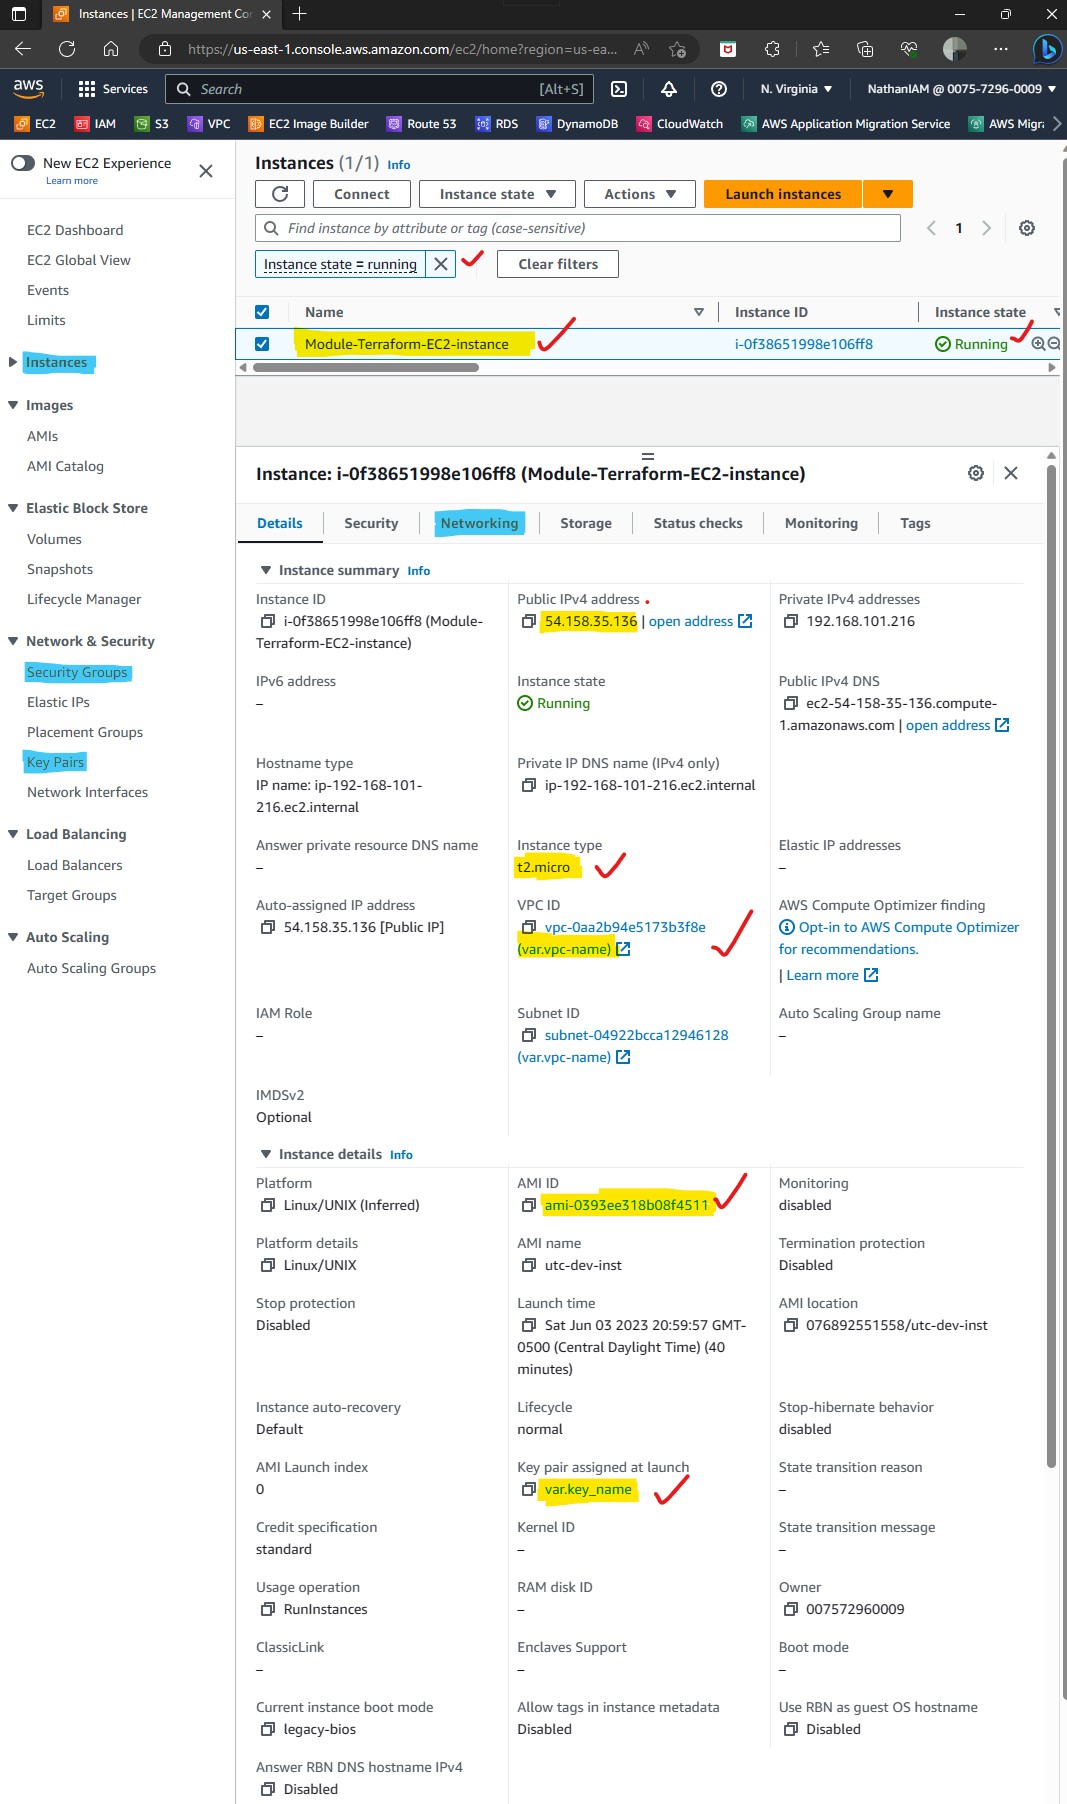 Instances | EC2 Management Co
https://us-east-1.console.aws.amazon.com/ec2/home?region=us-ea...
aws
Services
Search
[Alt+S]
N. Virginia
NathanIAM @ 0075-7296-0009
EC2
IAM
S3
VPC
EC2 Image Builder
Route 53
RDS
DynamoDB
CloudWatch
AWS Application Migration Service
AWS Migra
New EC2 Experience
Learn more
EC2 Dashboard
EC2 Global View
Events
Limits
Instances
Images
AMIs
AMI Catalog
Elastic Block Store
Volumes
Snapshots
Lifecycle Manager
Network & Security
Security Groups
Elastic IPs
Placement Groups
Key Pairs
Network Interfaces
Load Balancing
Load Balancers
Target Groups
Auto Scaling
Auto Scaling Groups
Instances (1/1) Info
Connect
Instance state
Actions
Launch instances
Find instance by attribute or tag (case-sensitive)
1
Instance state = running
Clear filters
Name
Instance ID
Instance state
Module-Terraform-EC2-instance
i-0f38651998e106ff8
Running
Instance: i-0f38651998e106ff8 (Module-Terraform-EC2-instance)
Details
Security
Networking
Storage
Status checks
Monitoring
Tags
Instance summary Info
Instance ID
i-0f38651998e106ff8 (Module-
Terraform-EC2-instance)
Public IPv4 address
54.158.35.136 | open address
Private IPv4 addresses
192.168.101.216
IPv6 address
–
Instance state
Running
Public IPv4 DNS
ec2-54-158-35-136.compute-
1.amazonaws.com | open address
Hostname type
IP name: ip-192-168-101-
216.ec2.internal
Private IP DNS name (IPv4 only)
ip-192-168-101-216.ec2.internal
Answer private resource DNS name
–
Instance type
t2.micro
Elastic IP addresses
–
Auto-assigned IP address
54.158.35.136 [Public IP]
VPC ID
vpc-0aa2b94e5173b3f8e
(var.vpc-name)
AWS Compute Optimizer finding
Opt-in to AWS Compute Optimizer
for recommendations.
| Learn more
IAM Role
–
Subnet ID
subnet-04922bcca12946128
(var.vpc-name)
Auto Scaling Group name
–
IMDSv2
Optional
Instance details Info
Platform
Linux/UNIX (Inferred)
AMI ID
ami-0393ee318b08f4511
Monitoring
disabled
Platform details
Linux/UNIX
AMI name
utc-dev-inst
Termination protection
Disabled
Stop protection
Disabled
Launch time
Sat Jun 03 2023 20:59:57 GMT-
0500 (Central Daylight Time) (40
minutes)
AMI location
076892551558/utc-dev-inst
Instance auto-recovery
Default
Lifecycle
normal
Stop-hibernate behavior
disabled
AMI Launch index
0
Key pair assigned at launch
var.key_name
State transition reason
–
Credit specification
standard
Kernel ID
–
State transition message
–
Usage operation
RunInstances
RAM disk ID
–
Owner
007572960009
ClassicLink
–
Enclaves Support
–
Boot mode
–
Current instance boot mode
legacy-bios
Allow tags in instance metadata
Disabled
Use RBN as guest OS hostname
Disabled
Answer RBN DNS hostname IPv4
Disabled